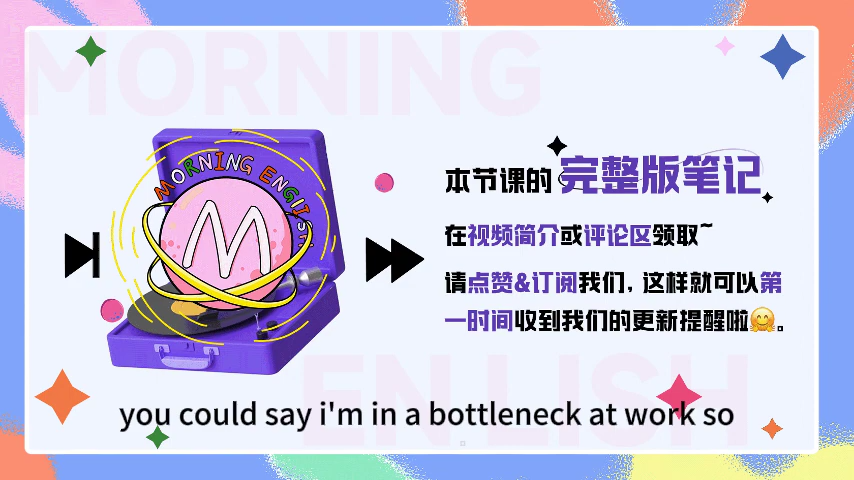 MORNING
MORNING ENGLISH
M
本节课的完整版笔记
在视频简介或评论区领取~
请点赞&订阅我们，这样就可以第
一时间收到我们的更新提醒啦🤗。
EN LISH
you could say i'm in a bottleneck at work so